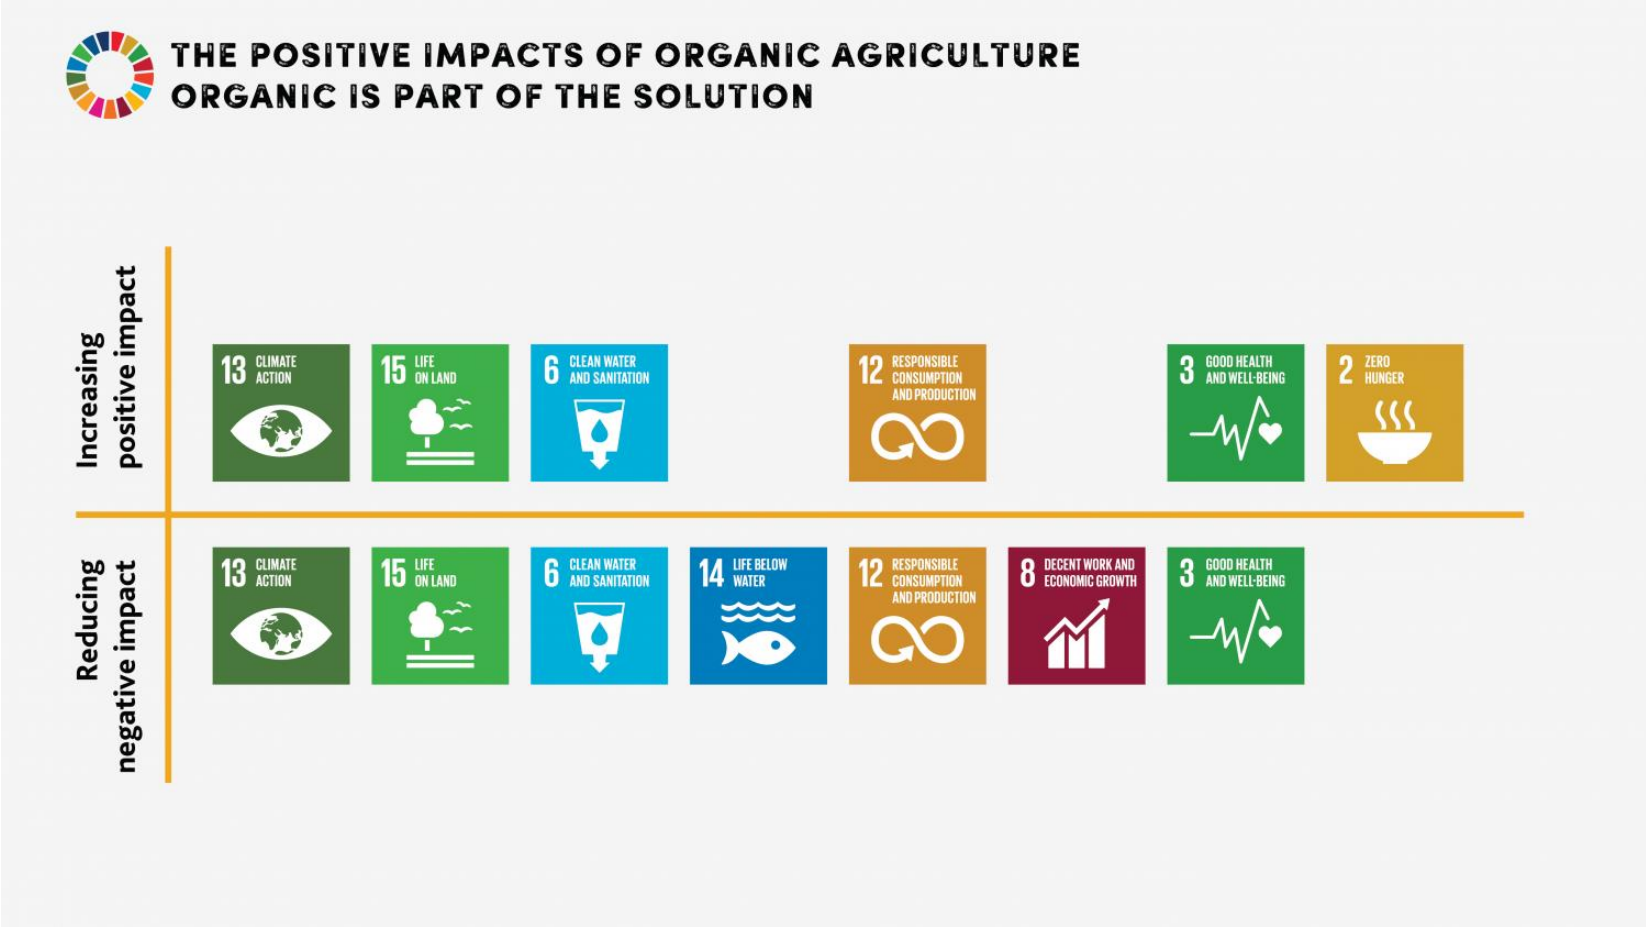 THE POSITIVE IMPACTS OF ORGANIC AGRICULTURE
ORGANIC IS PART OF THE SOLUTION
Increasing
positive impact
13 CLIMATE
ACTION
15 LIFE
ON LAND
6 CLEAN WATER
AND SANITATION
12 RESPONSIBLE
CONSUMPTION
AND PRODUCTION
3 GOOD HEALTH
AND WELL-BEING
2 ZERO
HUNGER
Reducing
negative impact
13 CLIMATE
ACTION
15 LIFE
ON LAND
6 CLEAN WATER
AND SANITATION
14 LIFE BELOW
WATER
12 RESPONSIBLE
CONSUMPTION
AND PRODUCTION
8 DECENT WORK AND
ECONOMIC GROWTH
3 GOOD HEALTH
AND WELL-BEING